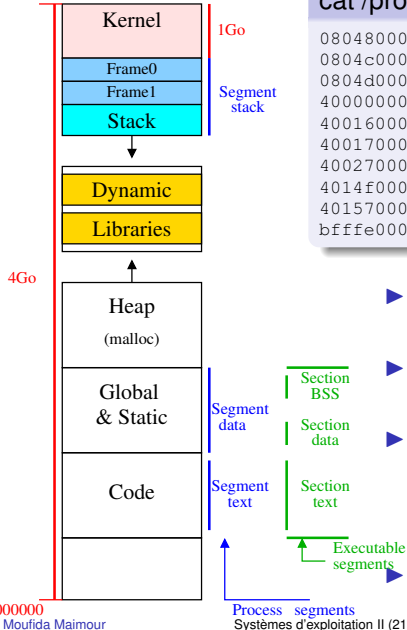 Kernel
1Go
Frame0
Frame1
Segment
stack
Stack
Dynamic
Libraries
4Go
Heap
(malloc)
Global
& Static
Segment
data
Section
BSS
Section
data
Code
Segment
text
Section
text
Executable
segments
Process segments
000000
Moufida Maimour
Systèmes d'exploitation II (21
cat /pro
08048000
0804c000
0804d000
40000000
40016000
40017000
40027000
4014f000
40157000
bfffe000